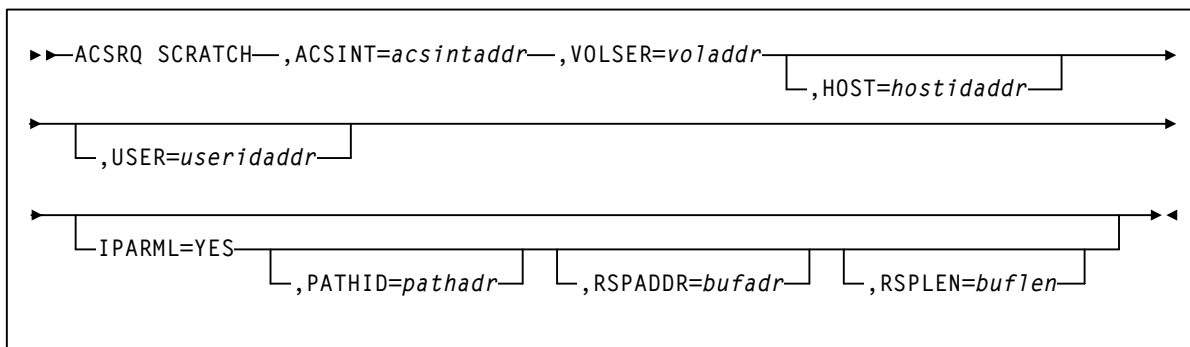 ACSRQ SCRATCH ,ACSINT=acsintaddr ,VOLSER=voladdr
,HOST=hostidaddr
,USER=useridaddr
IPARML=YES
,PATHID=pathadr ,RSPADDR=bufadr ,RSPLEN=buflen